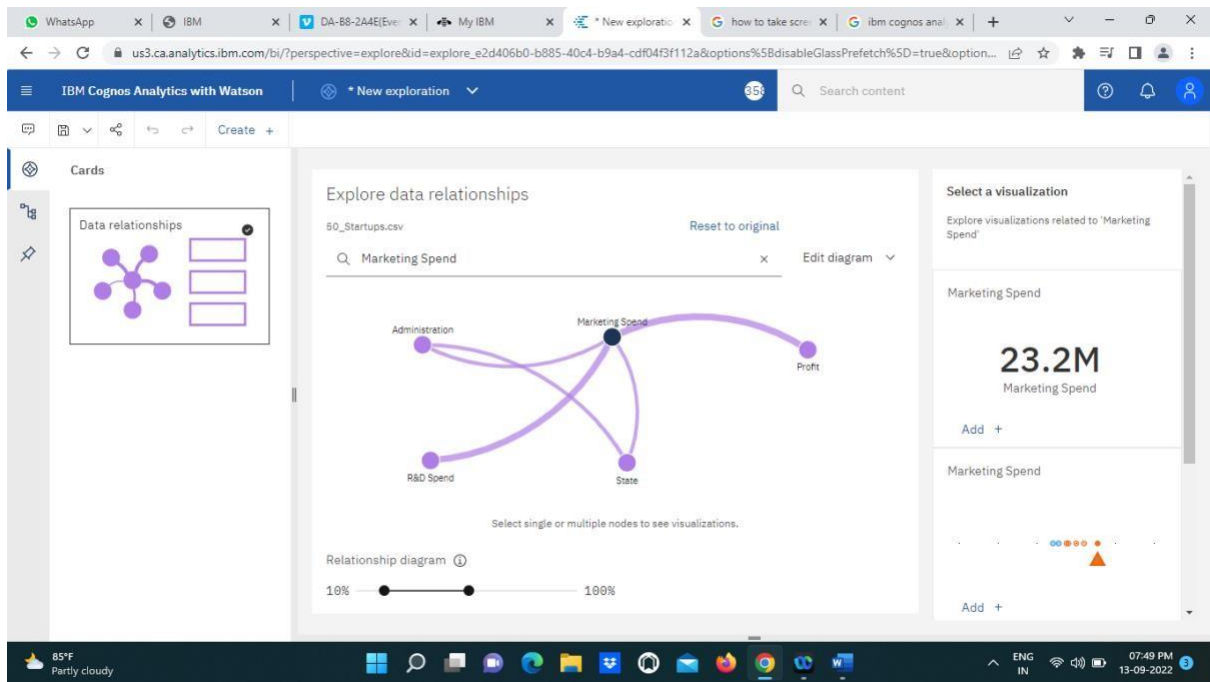 WhatsApp
IBM
DA-B8-2A4E(Eve
My IBM
* New exploratio
how to take scre
ibm cognos anal
us3.ca.analytics.ibm.com/bi/?perspective=explore&id=explore_e2d406b0-b885-40c4-b9a4-cdf04f3f112a&options%5BdisableGlassPrefetch%5D=true&option...
IBM Cognos Analytics with Watson
* New exploration
Search content
Create +
Cards
Data relationships
Explore data relationships
50_Startups.csv
Reset to original
Marketing Spend
Edit diagram
Administration
Marketing Spend
Profit
R&D Spend
State
Select single or multiple nodes to see visualizations.
Relationship diagram
10%
100%
Select a visualization
Explore visualizations related to 'Marketing
Spend'
Marketing Spend
23.2M
Marketing Spend
Add +
Marketing Spend
Add +
85°F
Partly cloudy
ENG
IN
07:49 PM
13-09-2022
3